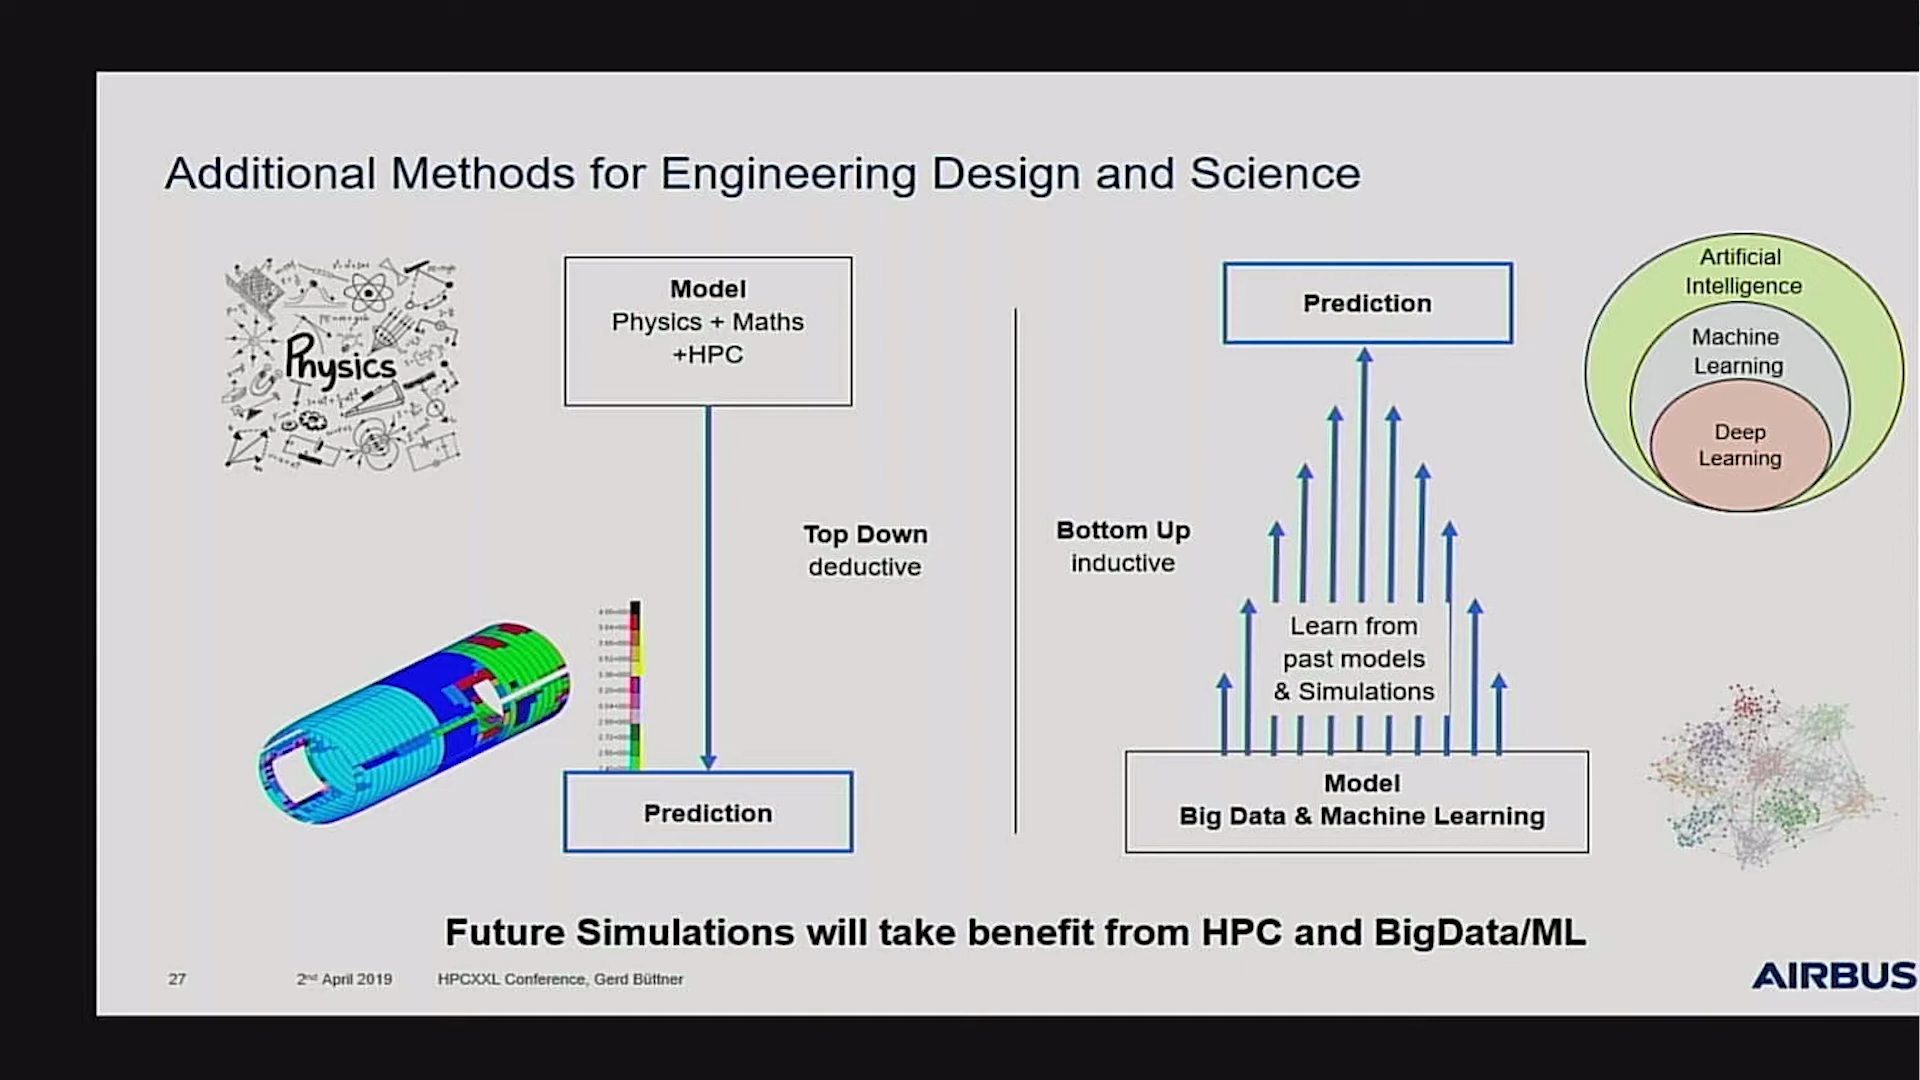 Additional Methods for Engineering Design and Science
Physics
Model
Physics + Maths
+HPC
Top Down
deductive
Prediction
Prediction
Bottom Up
inductive
Learn from
past models
& Simulations
Model
Big Data & Machine Learning
Artificial
Intelligence
Machine
Learning
Deep
Learning
Future Simulations will take benefit from HPC and BigData/ML
27
2nd April 2019
HPCXXL Conference, Gerd Büttner
AIRBUS